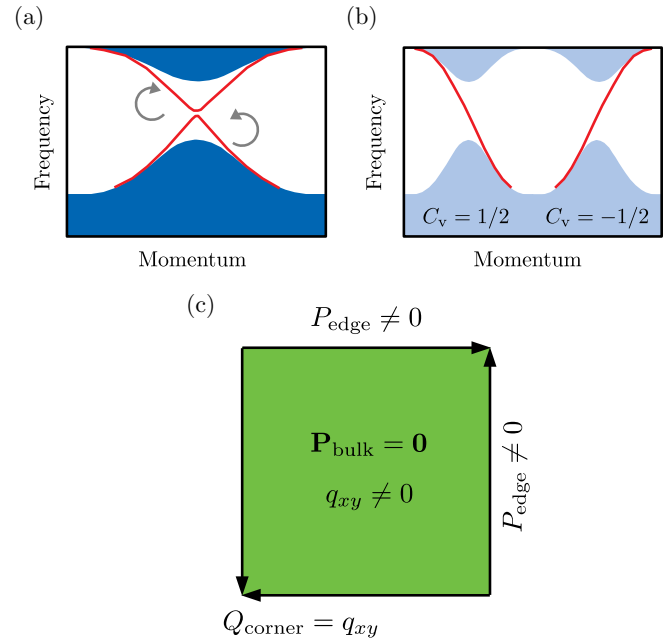 (a)
(b)
Frequency
Momentum
Frequency
C_v = 1/2
C_v = −1/2
Momentum
(c)
P_edge ≠ 0
P_bulk = 0
q_xy ≠ 0
P_edge ≠ 0
Q_corner = q_xy